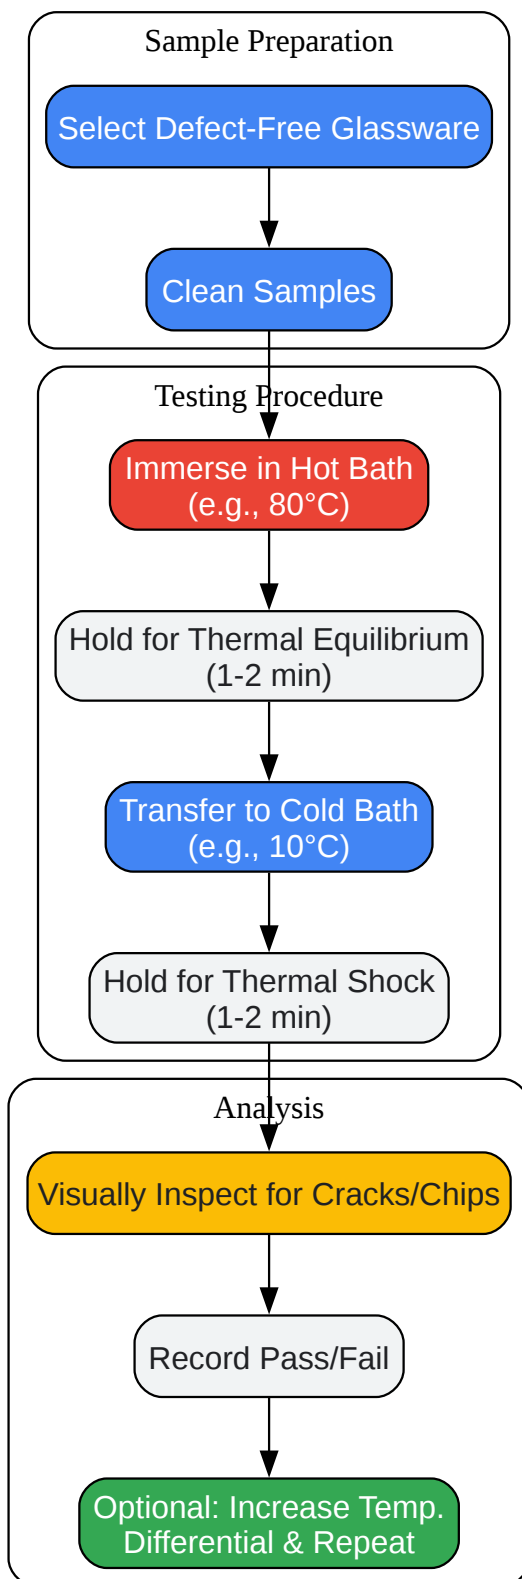 Sample Preparation
Select Defect-Free Glassware
Clean Samples
Testing Procedure
Immerse in Hot Bath
(e.g., 80°C)
Hold for Thermal Equilibrium
(1-2 min)
Transfer to Cold Bath
(e.g., 10°C)
Hold for Thermal Shock
(1-2 min)
Analysis
Visually Inspect for Cracks/Chips
Record Pass/Fail
Optional: Increase Temp.
Differential & Repeat